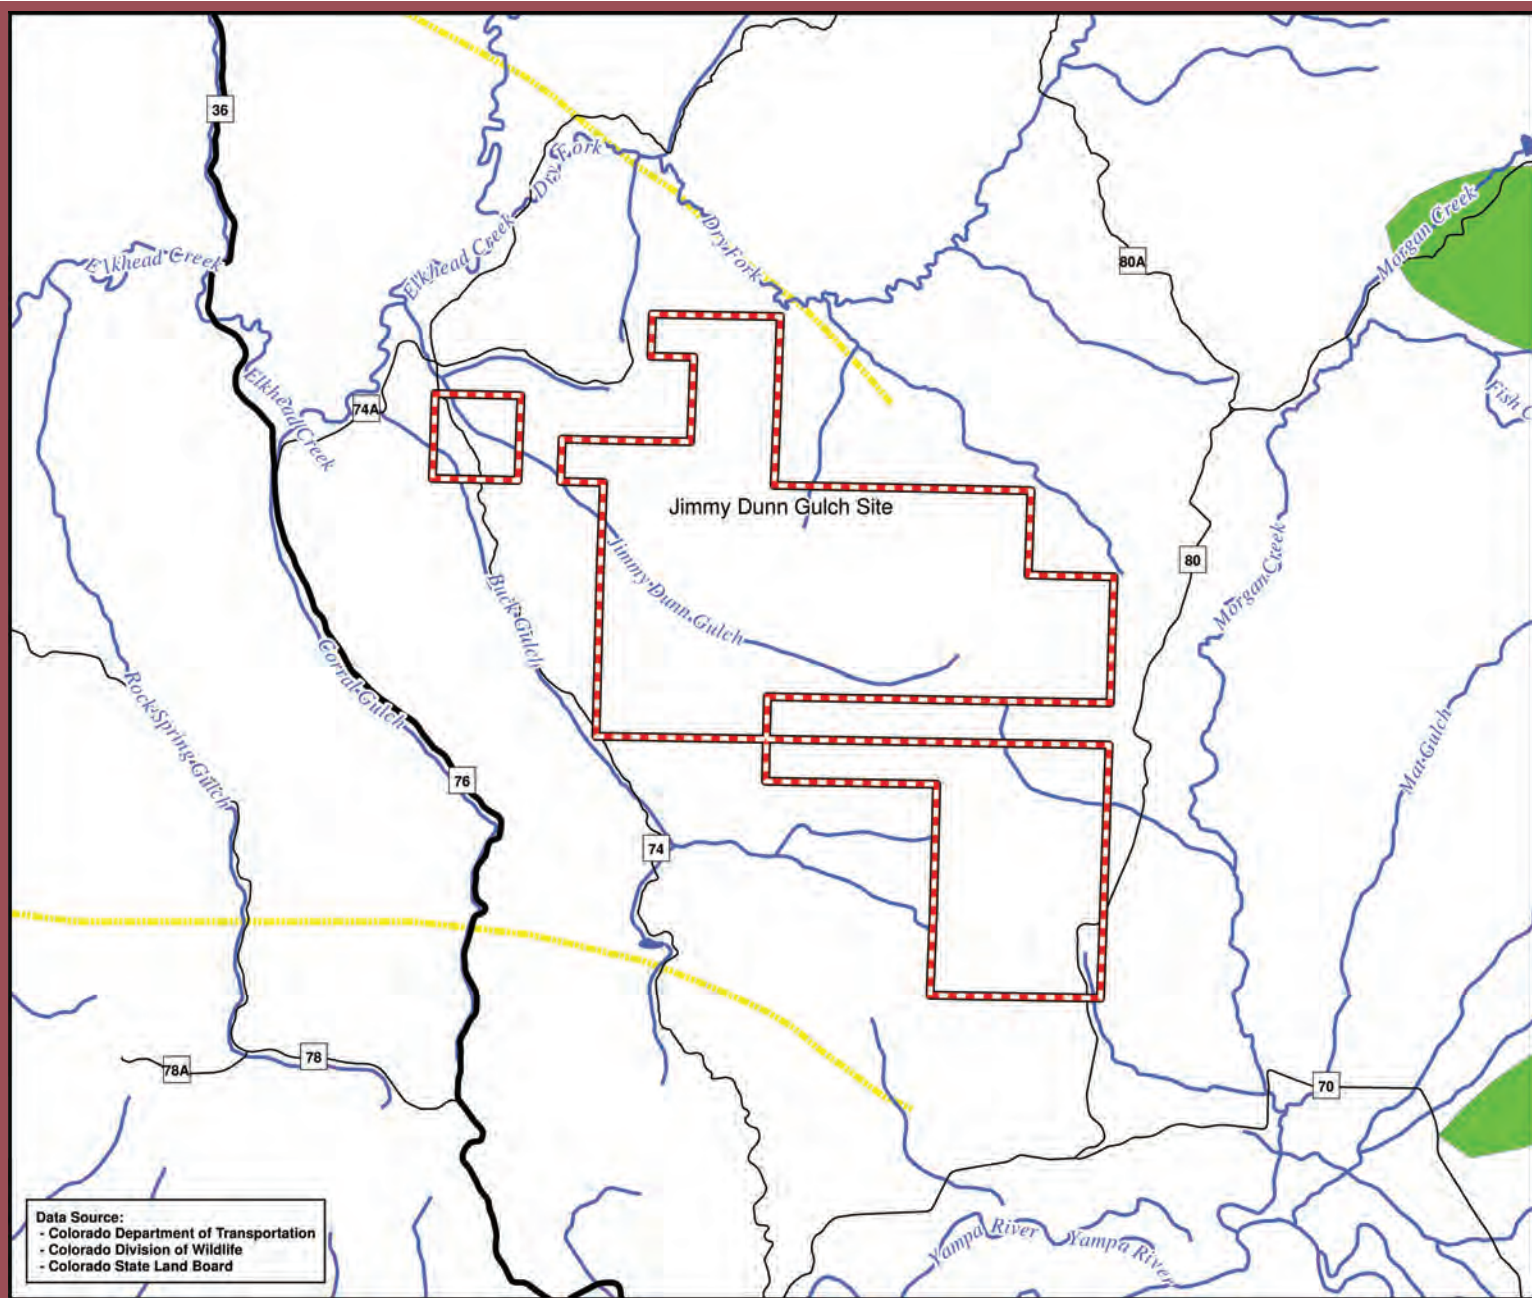 36
Dry Fork
Morgan Creek
Elkhead Creek
Elkhead Creek
Dry Fork
80A
Elkhead Creek
74A
Fish C
Jimmy Dunn Gulch Site
Jimmy Dunn Gulch
80
Morgan Creek
Buck Gulch
Corral Gulch
Rock Spring Gulch
Mat Gulch
76
74
78
78A
70
Yampa River
Yampa River
Data Source:
- Colorado Department of Transportation
- Colorado Division of Wildlife
- Colorado State Land Board